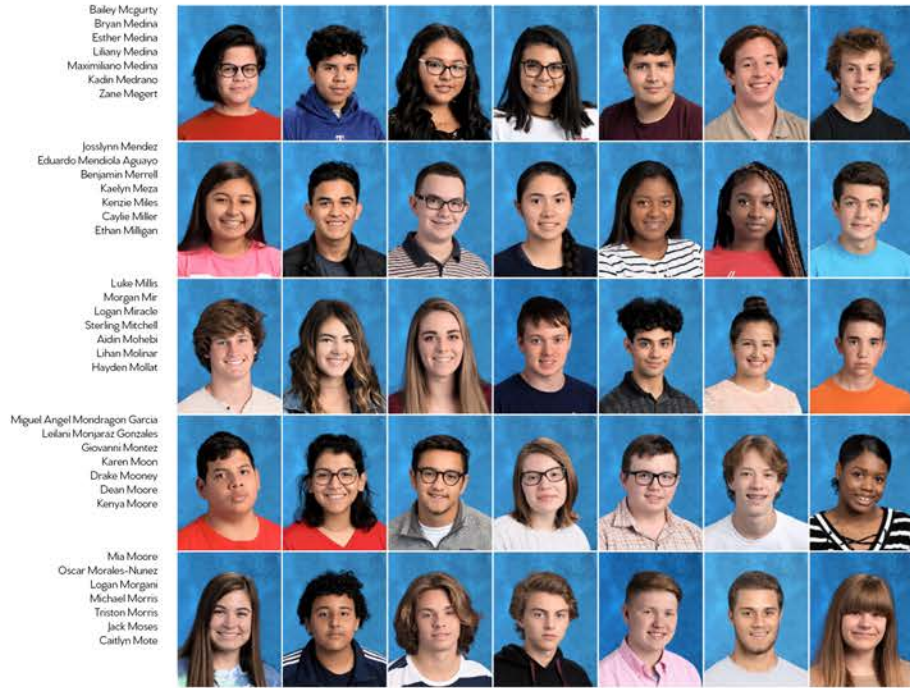 Bailey Mcgurty
Bryan Medina
Esther Medina
Liliany Medina
Maximiliano Medina
Kadin Medrano
Zane Megert
Josslynn Mendez
Eduardo Mendiola Aguayo
Benjamin Merrell
Kaelyn Meza
Kenzie Miles
Caylie Miller
Ethan Milligan
Luke Millis
Morgan Mir
Logan Miracle
Sterling Mitchell
Aidin Mohebi
Lihan Molinar
Hayden Mollat
Miguel Angel Mondragon Garcia
Leilani Monjaraz Gonzales
Giovanni Montez
Karen Moon
Drake Mooney
Dean Moore
Kenya Moore
Mia Moore
Oscar Morales-Nunez
Logan Morgani
Michael Morris
Triston Morris
Jack Moses
Caitlyn Mote